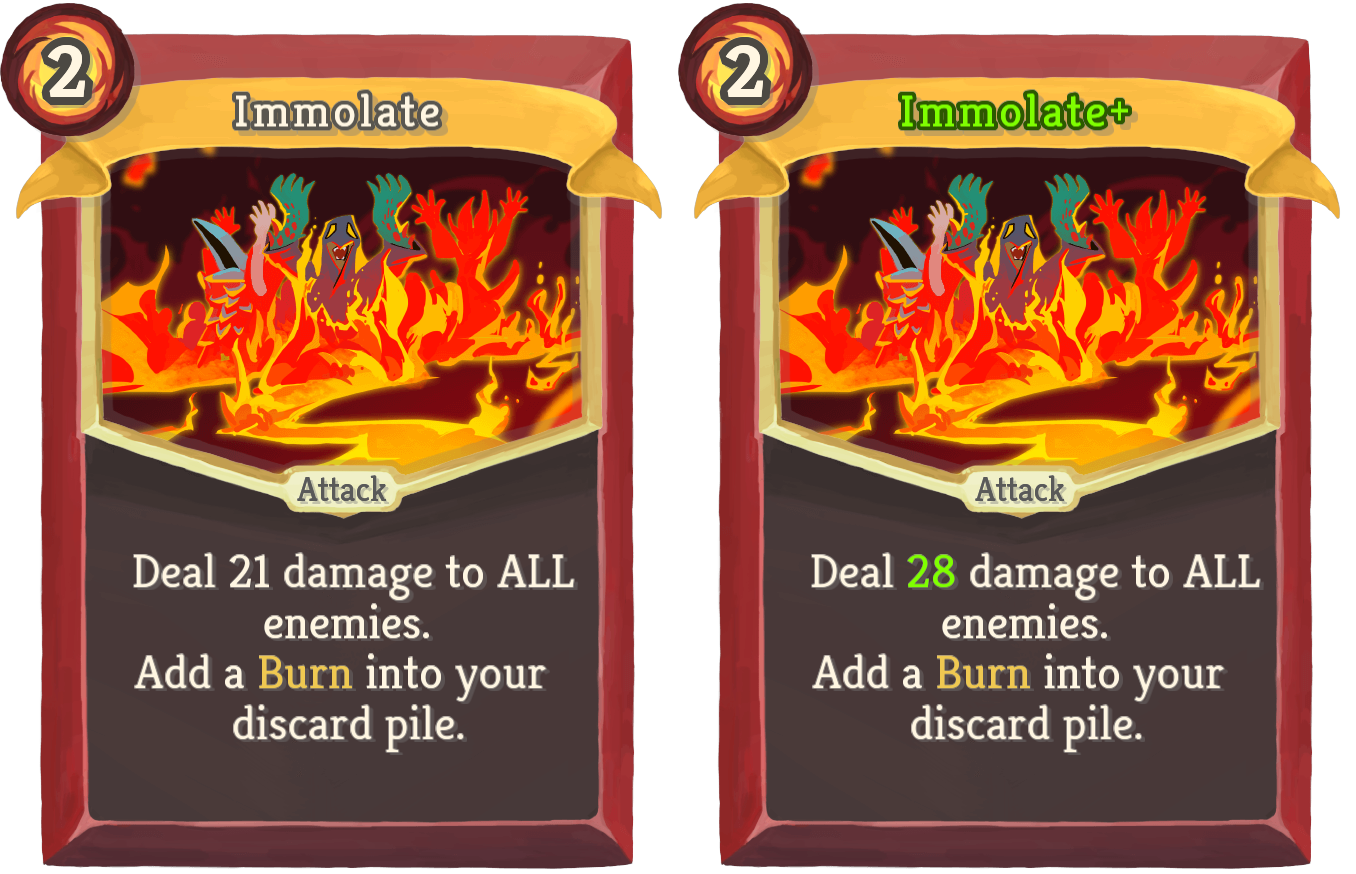 2
Immolate
Attack
Deal 21 damage to ALL
enemies.
Add a Burn into your
discard pile.
2
Immolate+
Attack
Deal 28 damage to ALL
enemies.
Add a Burn into your
discard pile.